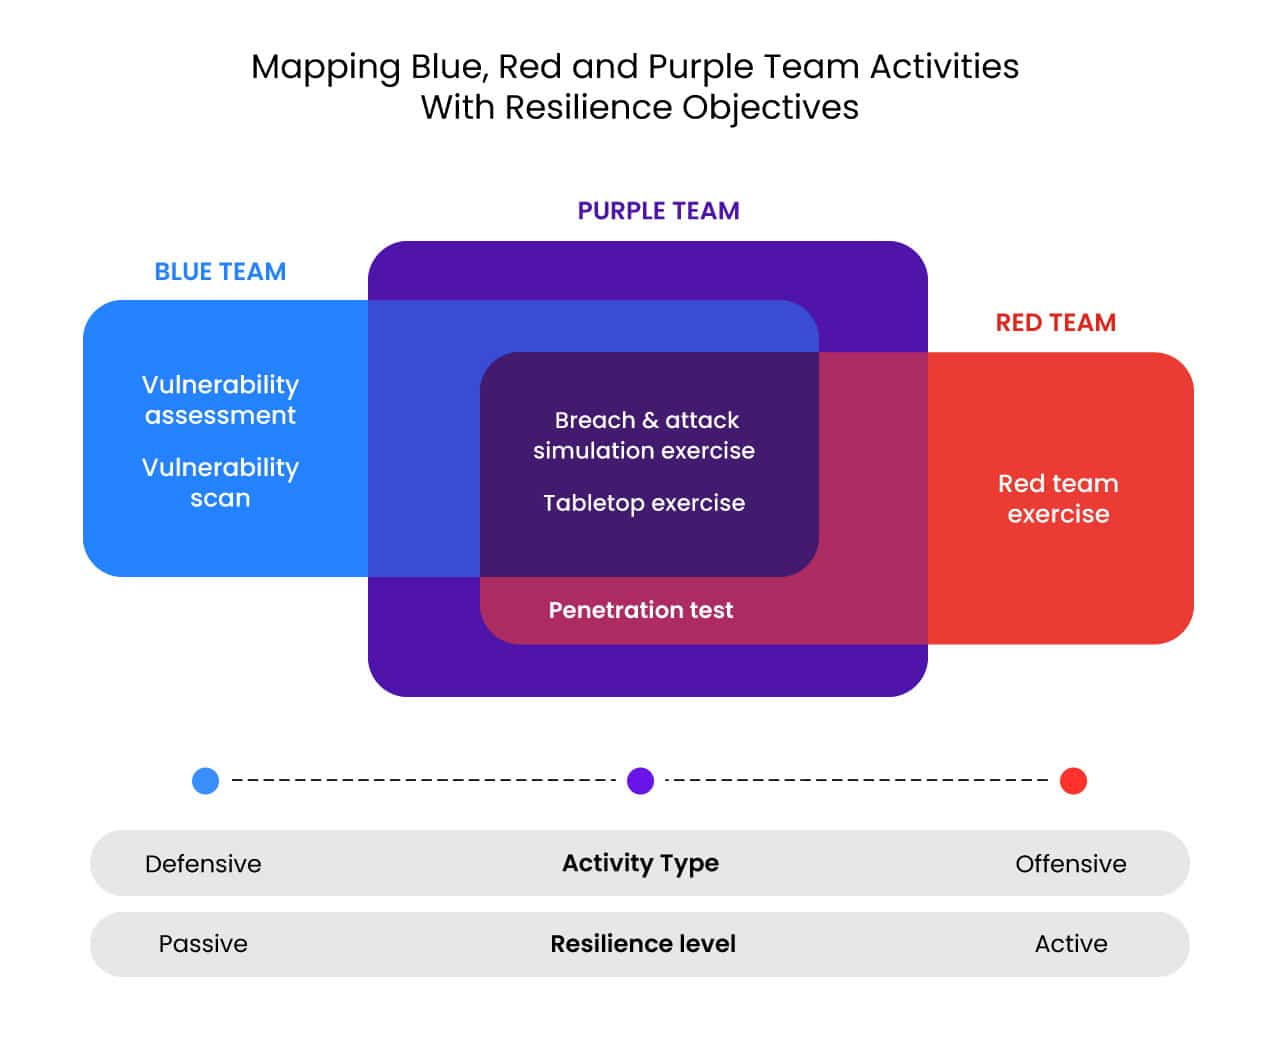 Mapping Blue, Red and Purple Team Activities
With Resilience Objectives
PURPLE TEAM
BLUE TEAM
RED TEAM
Vulnerability
assessment
Vulnerability
scan
Breach & attack
simulation exercise
Tabletop exercise
Penetration test
Red team
exercise
Defensive
Activity Type
Offensive
Passive
Resilience level
Active